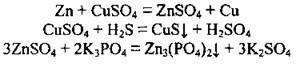 Zn + CuSO₄ = ZnSO₄ + Cu
CuSO₄ + H₂S = CuS↓ + H₂SO₄
3ZnSO₄ + 2K₃PO₄ = Zn₃(PO₄)₂↓ + 3K₂SO₄